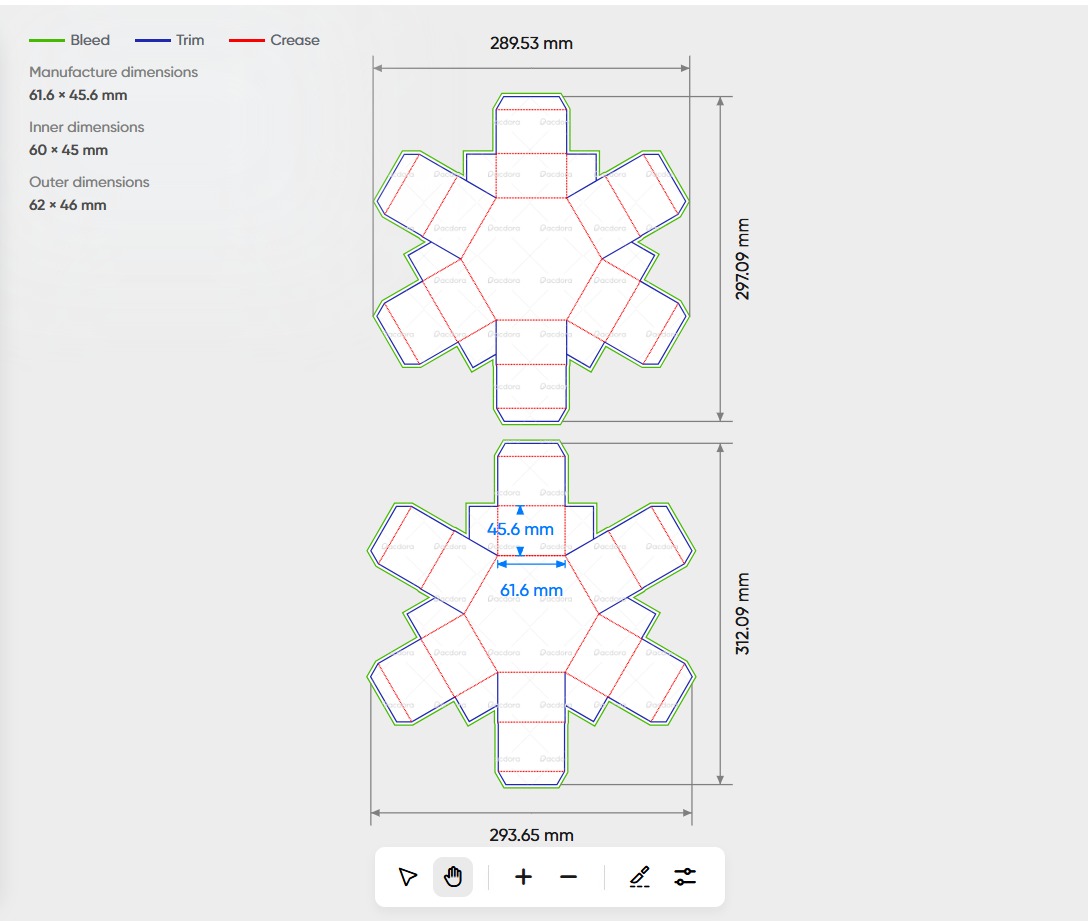 Bleed Trim Crease
Manufacture dimensions
61.6 × 45.6 mm
Inner dimensions
60 × 45 mm
Outer dimensions
62 × 46 mm
289.53 mm
297.09 mm
45.6 mm
61.6 mm
312.09 mm
293.65 mm